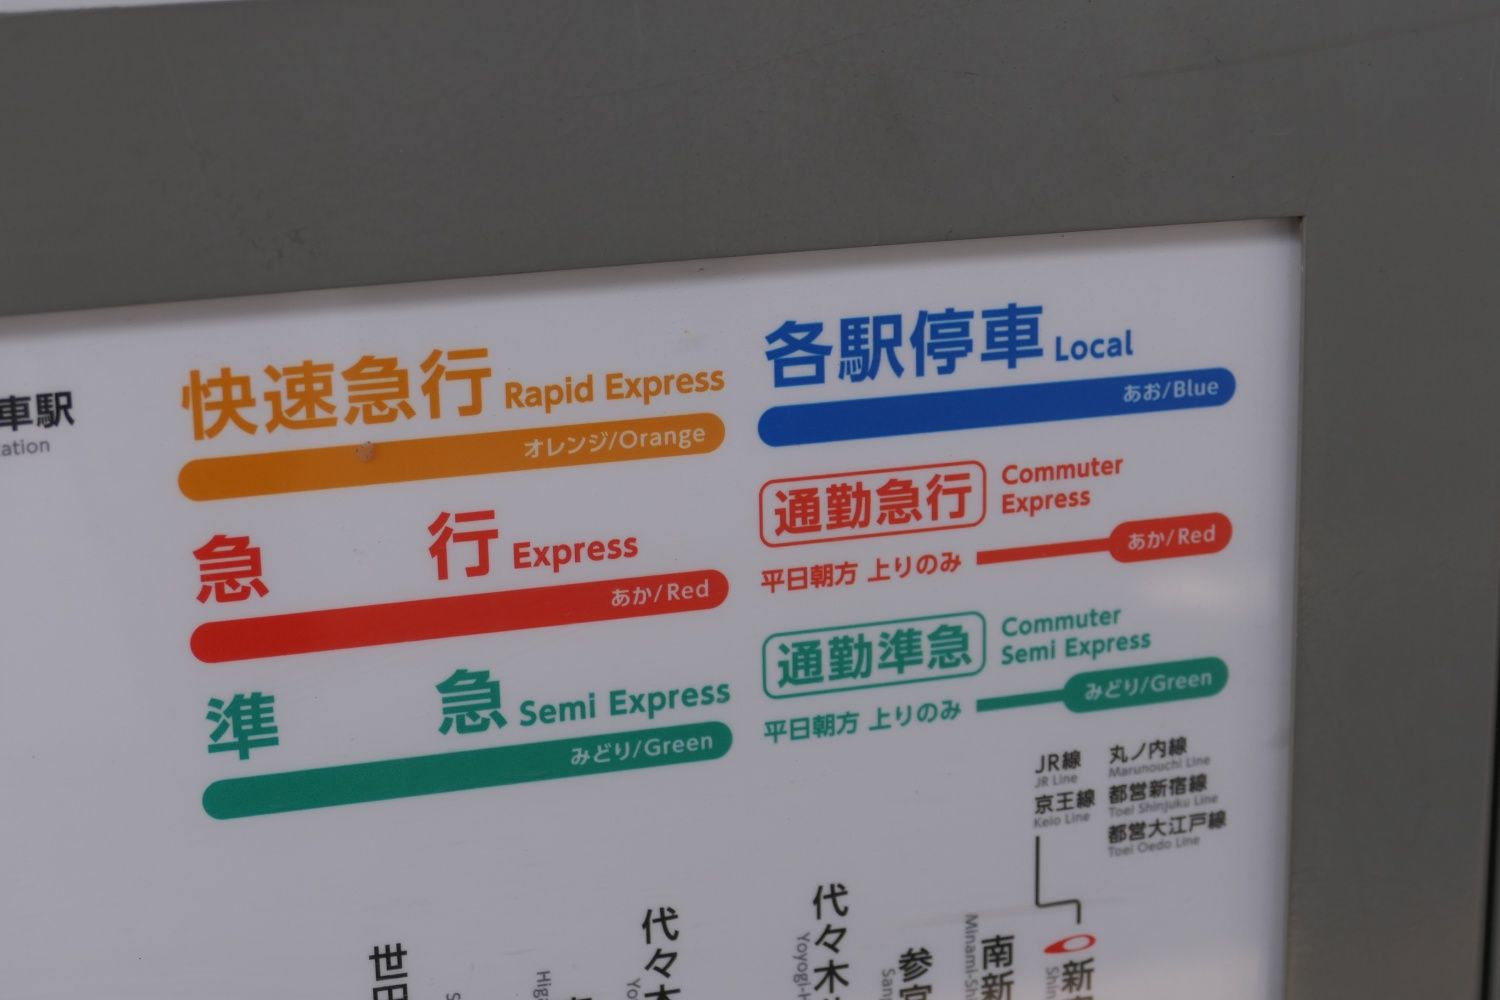 車駅
快速急行 Rapid Express
オレンジ/Orange
急行 Express
あか/Red
準急 Semi Express
みどり/Green
各駅停車 Local
あお/Blue
通勤急行 Commuter Express
平日朝方 上りのみ
あか/Red
通勤準急 Commuter Semi Express
平日朝方 上りのみ
みどり/Green
JR線
JR Line
京王線
Keio Line
丸ノ内線
Marunouchi Line
都営新宿線
Toei Shinjuku Line
都営大江戸線
Toei Oedo Line
代々木
参宮
南新
新